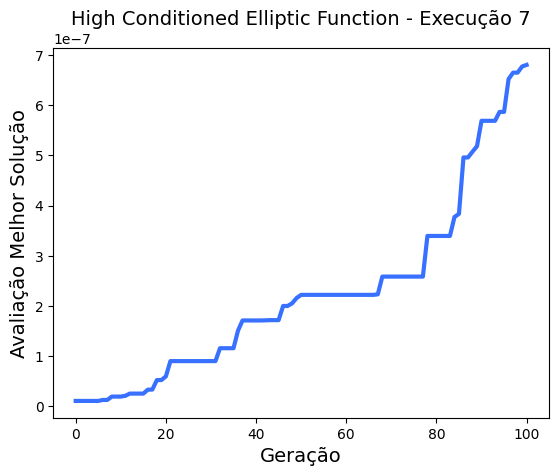 High Conditioned Elliptic Function - Execução 7
1e−7
7
6
5
4
3
2
1
0
Avaliação Melhor Solução
0 20 40 60 80 100
Geração